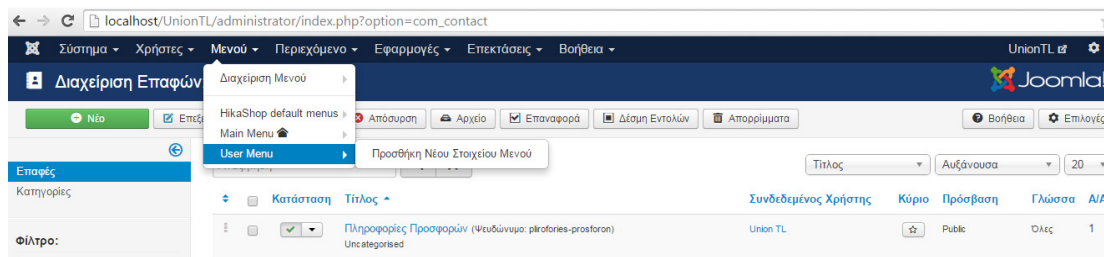 localhost/UnionTL/administrator/index.php?option=com_contact
Σύστημα Χρήστες Μενού Περιεχόμενο Εφαρμογές Επεκτάσεις Βοήθεια UnionTL
Διαχείριση Επαφών Joomla!
Διαχείριση Μενού
Νέο Απόσυρση Αρχείο Επαναφορά Δέσμη Εντολών Απορρίμματα Βοήθεια
HikaShop default menus
Main Menu
User Menu Προσθήκη Νέου Στοιχείου Μενού
Επαφές Τίτλος Αύξάνουσα 20
Κατηγορίες
Κατάσταση Τίτλος Συνδεδεμένος Χρήστης Κύριο Πρόσβαση Γλώσσα Α/Α
Πληροφορίες Προσφορών (Ψευδώνυμο: plirofories-prosforon) Union TL Public Όλες 1
Uncategorised
Φίλτρο: